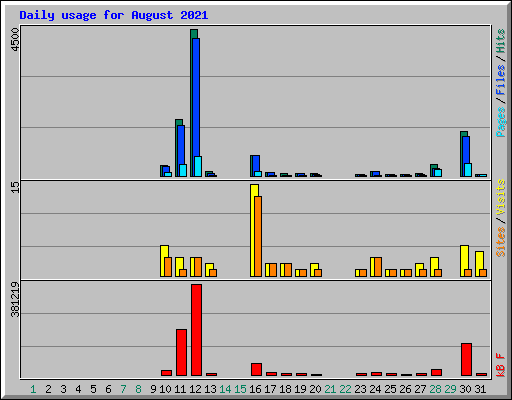 Daily usage for August 2021
4500
15
381219
Pages / Files / Hits
Sites / Visits
kB F
1 2 3 4 5 6 7 8 9 10 11 12 13 14 15 16 17 18 19 20 21 22 23 24 25 26 27 28 29 30 31